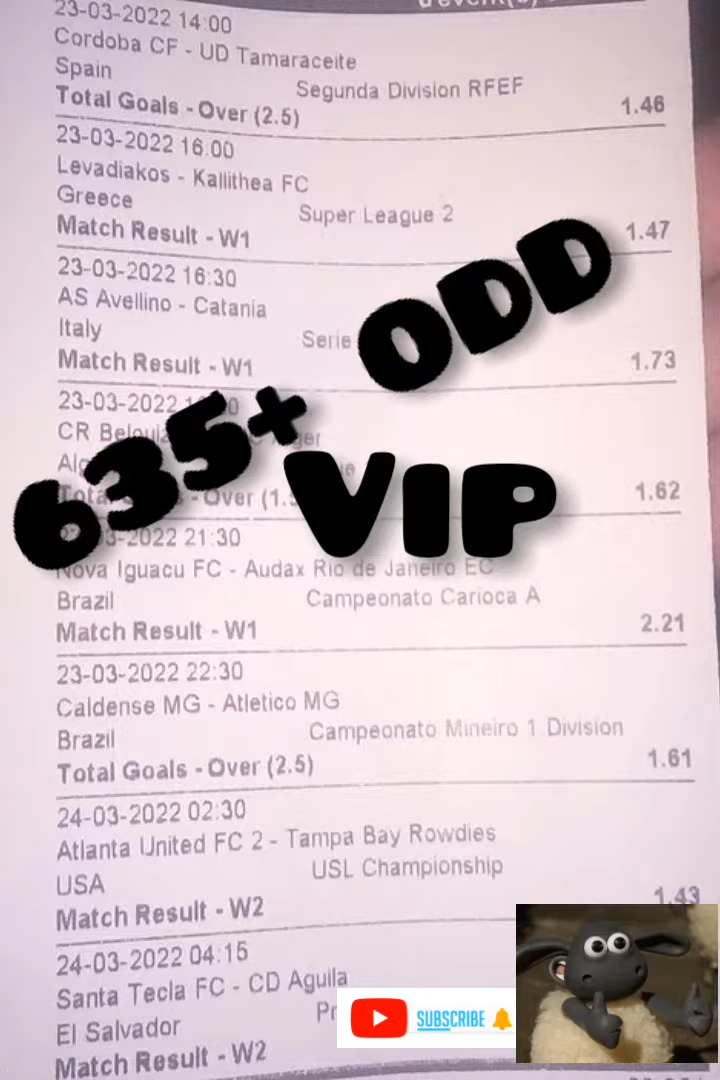 23-03-2022 14:00
Cordoba CF - UD Tamaraceite
Spain Segunda Division RFEF
Total Goals - Over (2.5) 1.46
23-03-2022 16:00
Levadiakos - Kallithea FC
Greece Super League 2
Match Result - W1 1.47
23-03-2022 16:30
AS Avellino - Catania
Italy Serie
Match Result - W1 1.73
635+ ODD
VIP
23-03-2022
CR
Over 1.62
21:30
Nova Iguacu FC - Audax Rio de Janeiro EC
Brazil Campeonato Carioca A
Match Result - W1 2.21
23-03-2022 22:30
Caldense MG - Atletico MG
Brazil Campeonato Mineiro 1 Division
Total Goals - Over (2.5) 1.61
24-03-2022 02:30
Atlanta United FC 2 - Tampa Bay Rowdies
USA USL Championship
Match Result - W2 1.43
24-03-2022 04:15
Santa Tecla FC - CD Aguila
El Salvador
Match Result - W2
SUBSCRIBE